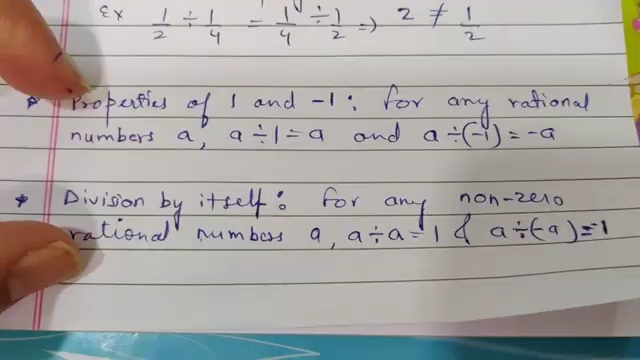 Ex 1/2 ÷ 1/4 = 1/4 ÷ 1/2 => 2 ≠ 1/2
* Properties of 1 and -1: For any rational
numbers a, a÷1=a and a÷(-1)=-a
* Division by itself: For any non-zero
rational numbers a, a÷a=1 & a÷(-a)=-1